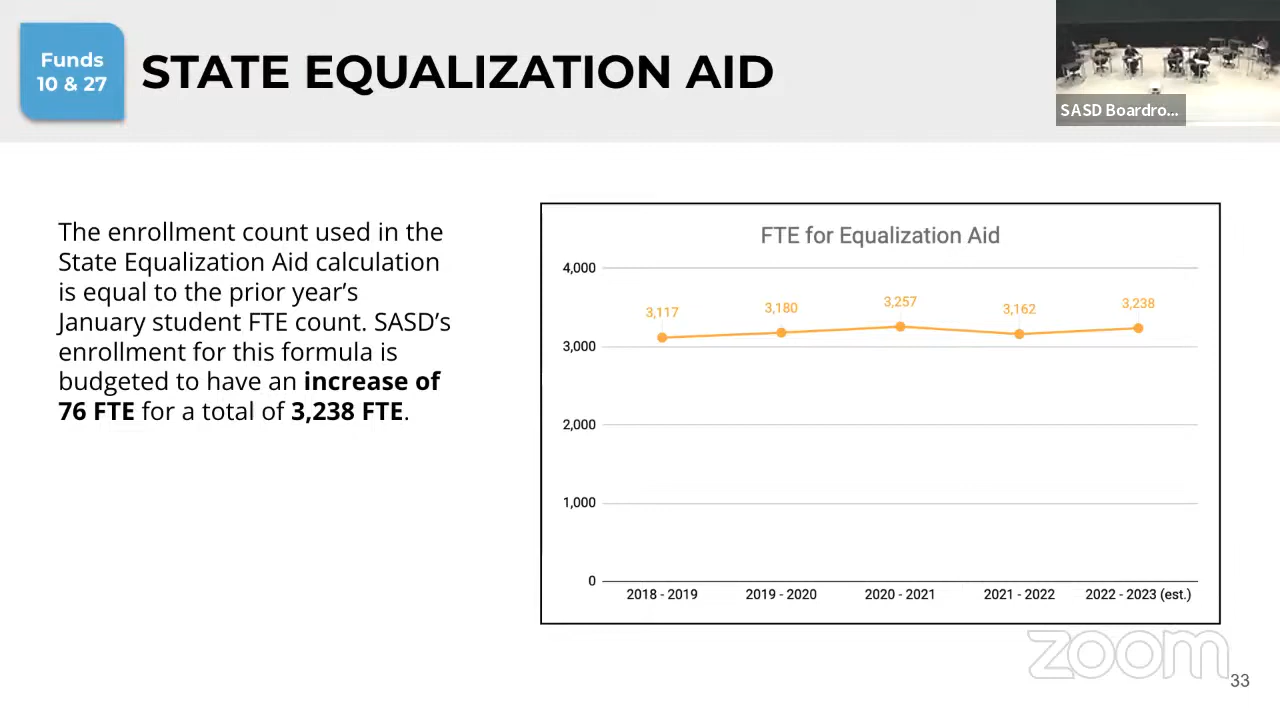 Funds
10 & 27
STATE EQUALIZATION AID
SASD Boardro...
The enrollment count used in the
State Equalization Aid calculation
is equal to the prior year’s
January student FTE count. SASD’s
enrollment for this formula is
budgeted to have an increase of
76 FTE for a total of 3,238 FTE.
FTE for Equalization Aid
4,000
3,000
2,000
1,000
0
3,117
3,180
3,257
3,162
3,238
2018 - 2019
2019 - 2020
2020 - 2021
2021 - 2022
2022 - 2023 (est.)
zoom
33